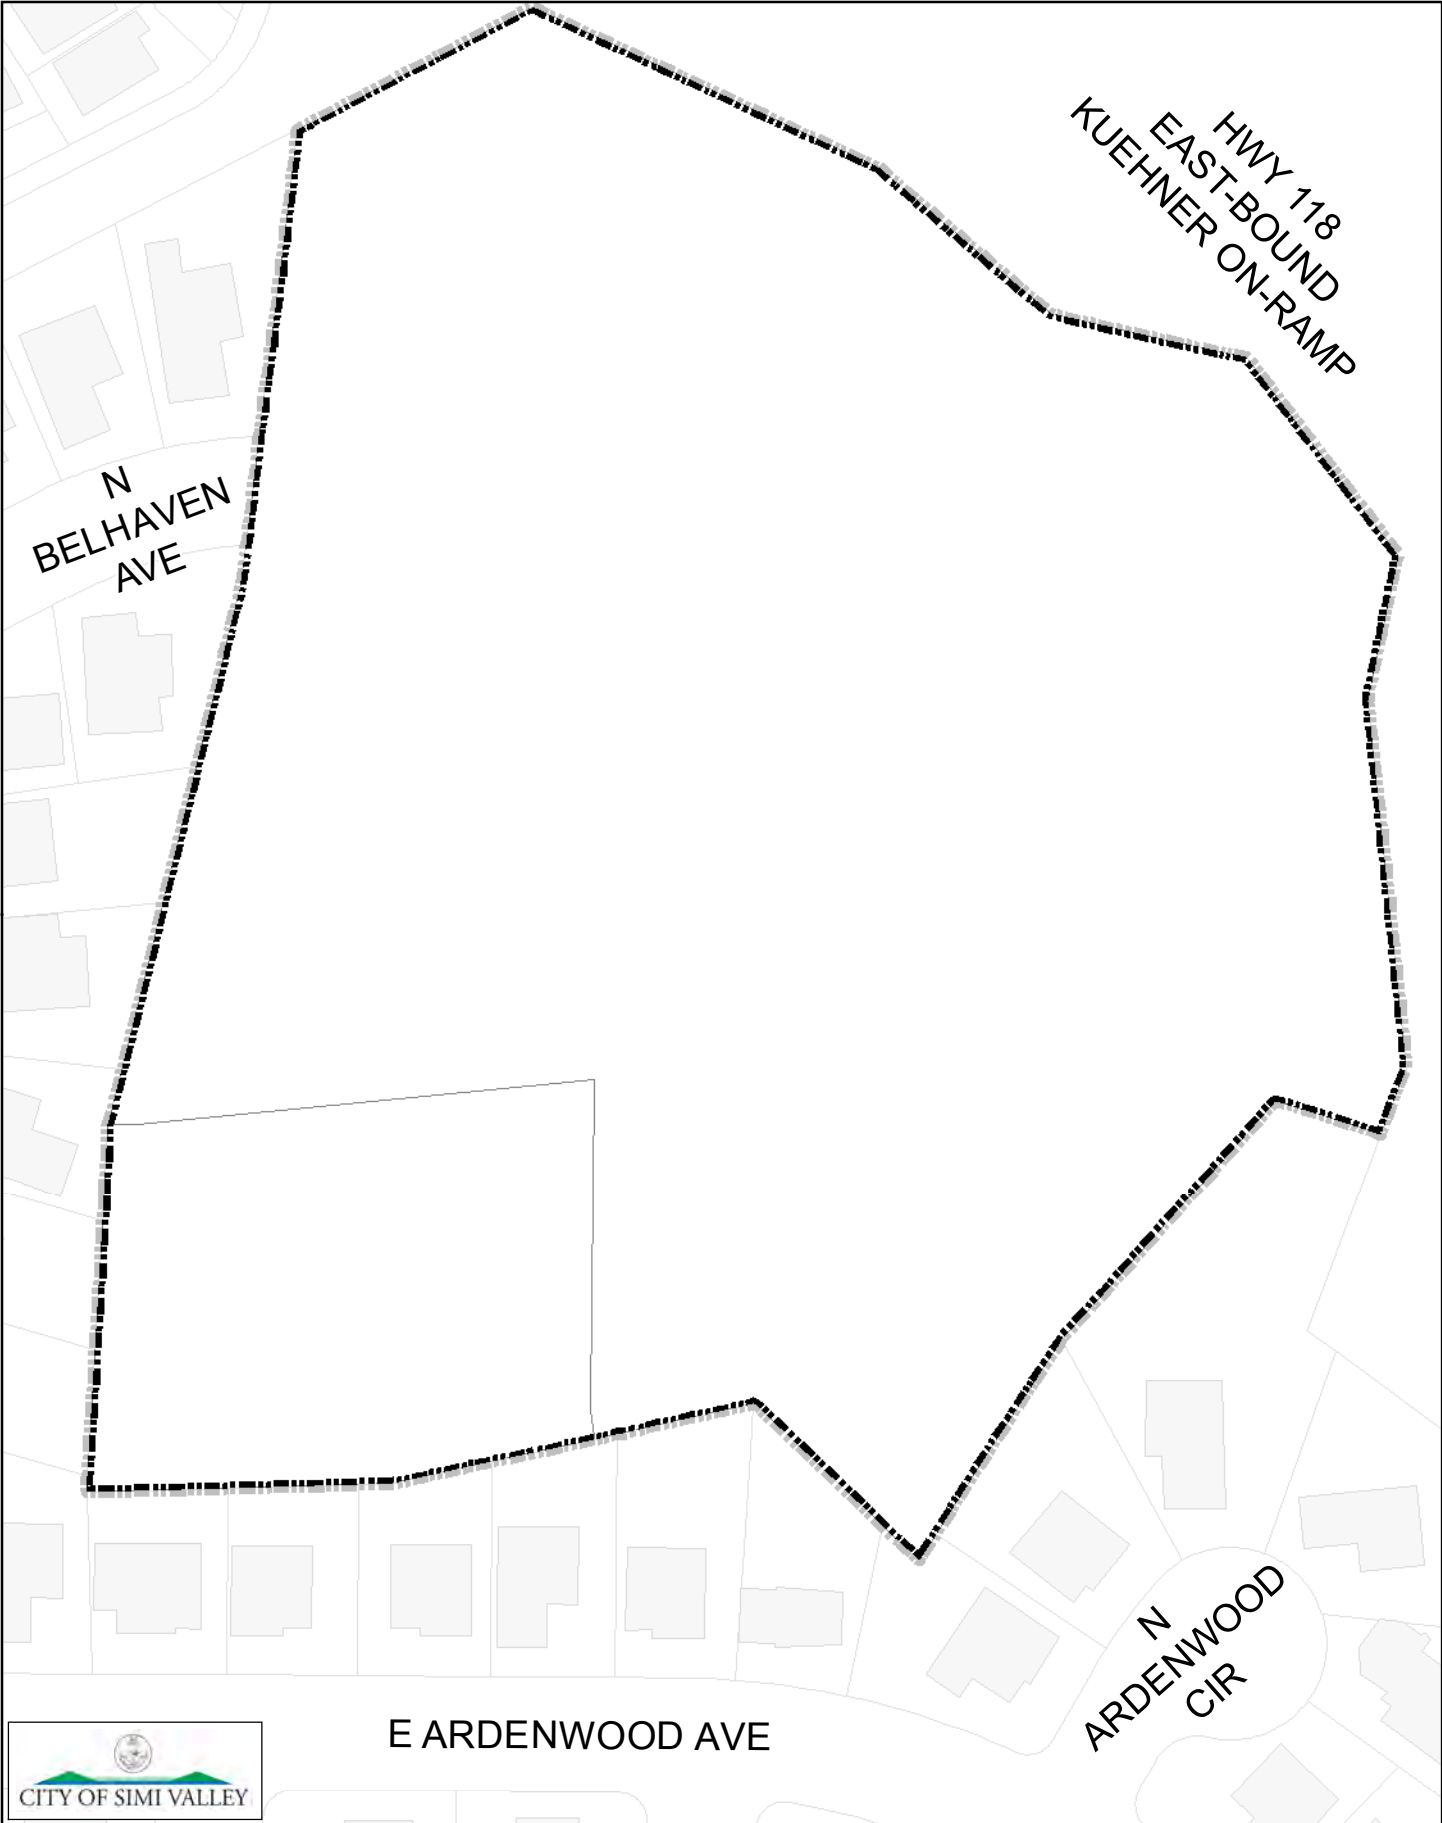 HWY 118
EAST-BOUND
KUEHNER ON-RAMP
N
BELHAVEN
AVE
N
ARDENWOOD
CIR
E ARDENWOOD AVE
CITY OF SIMI VALLEY